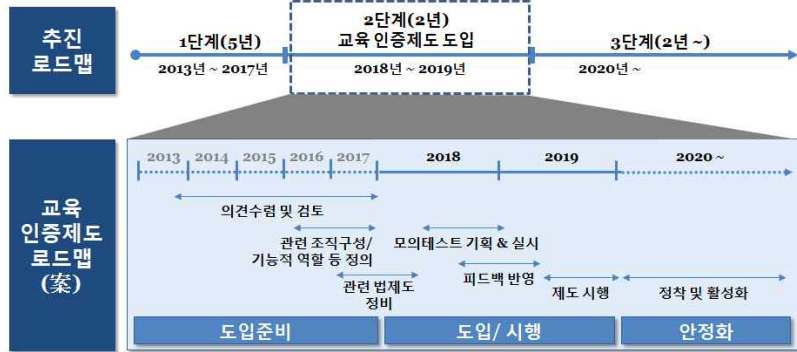 추진
로드맵
1단계(5년)
2013년 ~ 2017년
2단계(2년)
교육 인증제도 도입
2018년 ~ 2019년
3단계(2년 ~)
2020년 ~
교육
인증제도
로드맵
(案)
2013 2014 2015 2016 2017 2018 2019 2020 ~
의견수렴 및 검토
관련 조직구성/
기능적 역할 등 정의
관련 법제도
정비
모의테스트 기획 & 실시
피드백 반영
제도 시행
정착 및 활성화
도입준비
도입/ 시행
안정화